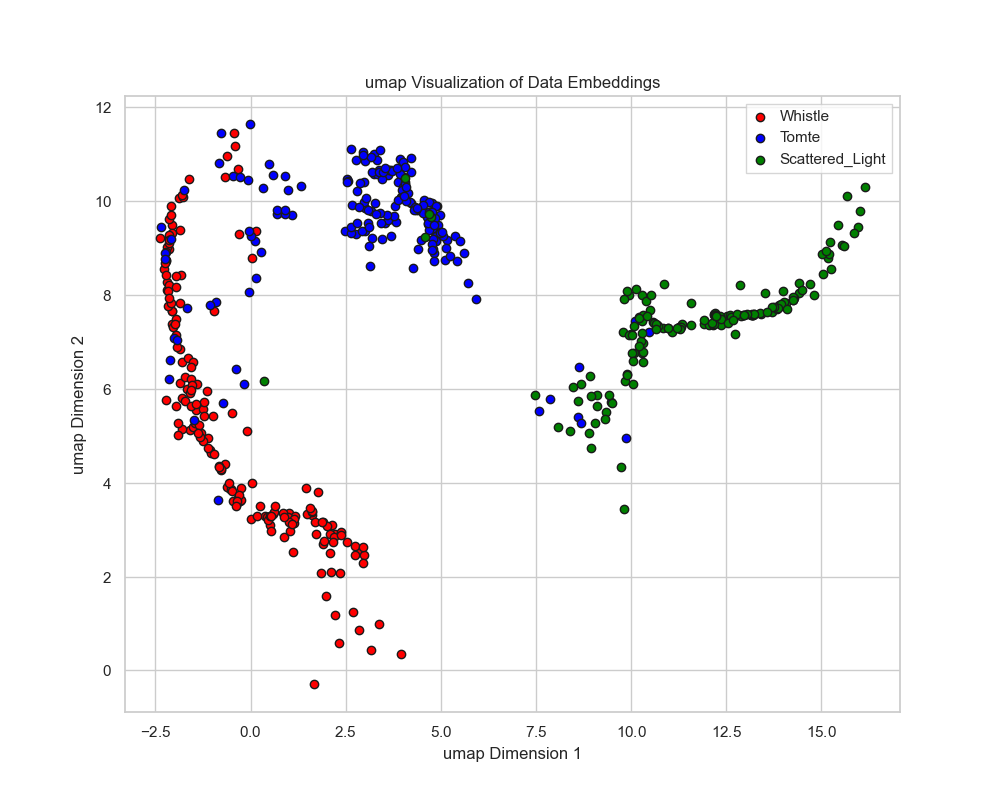 umap Visualization of Data Embeddings
Whistle
Tomte
Scattered_Light
12
10
8
6
4
2
0
umap Dimension 2
−2.5 0.0 2.5 5.0 7.5 10.0 12.5 15.0
umap Dimension 1